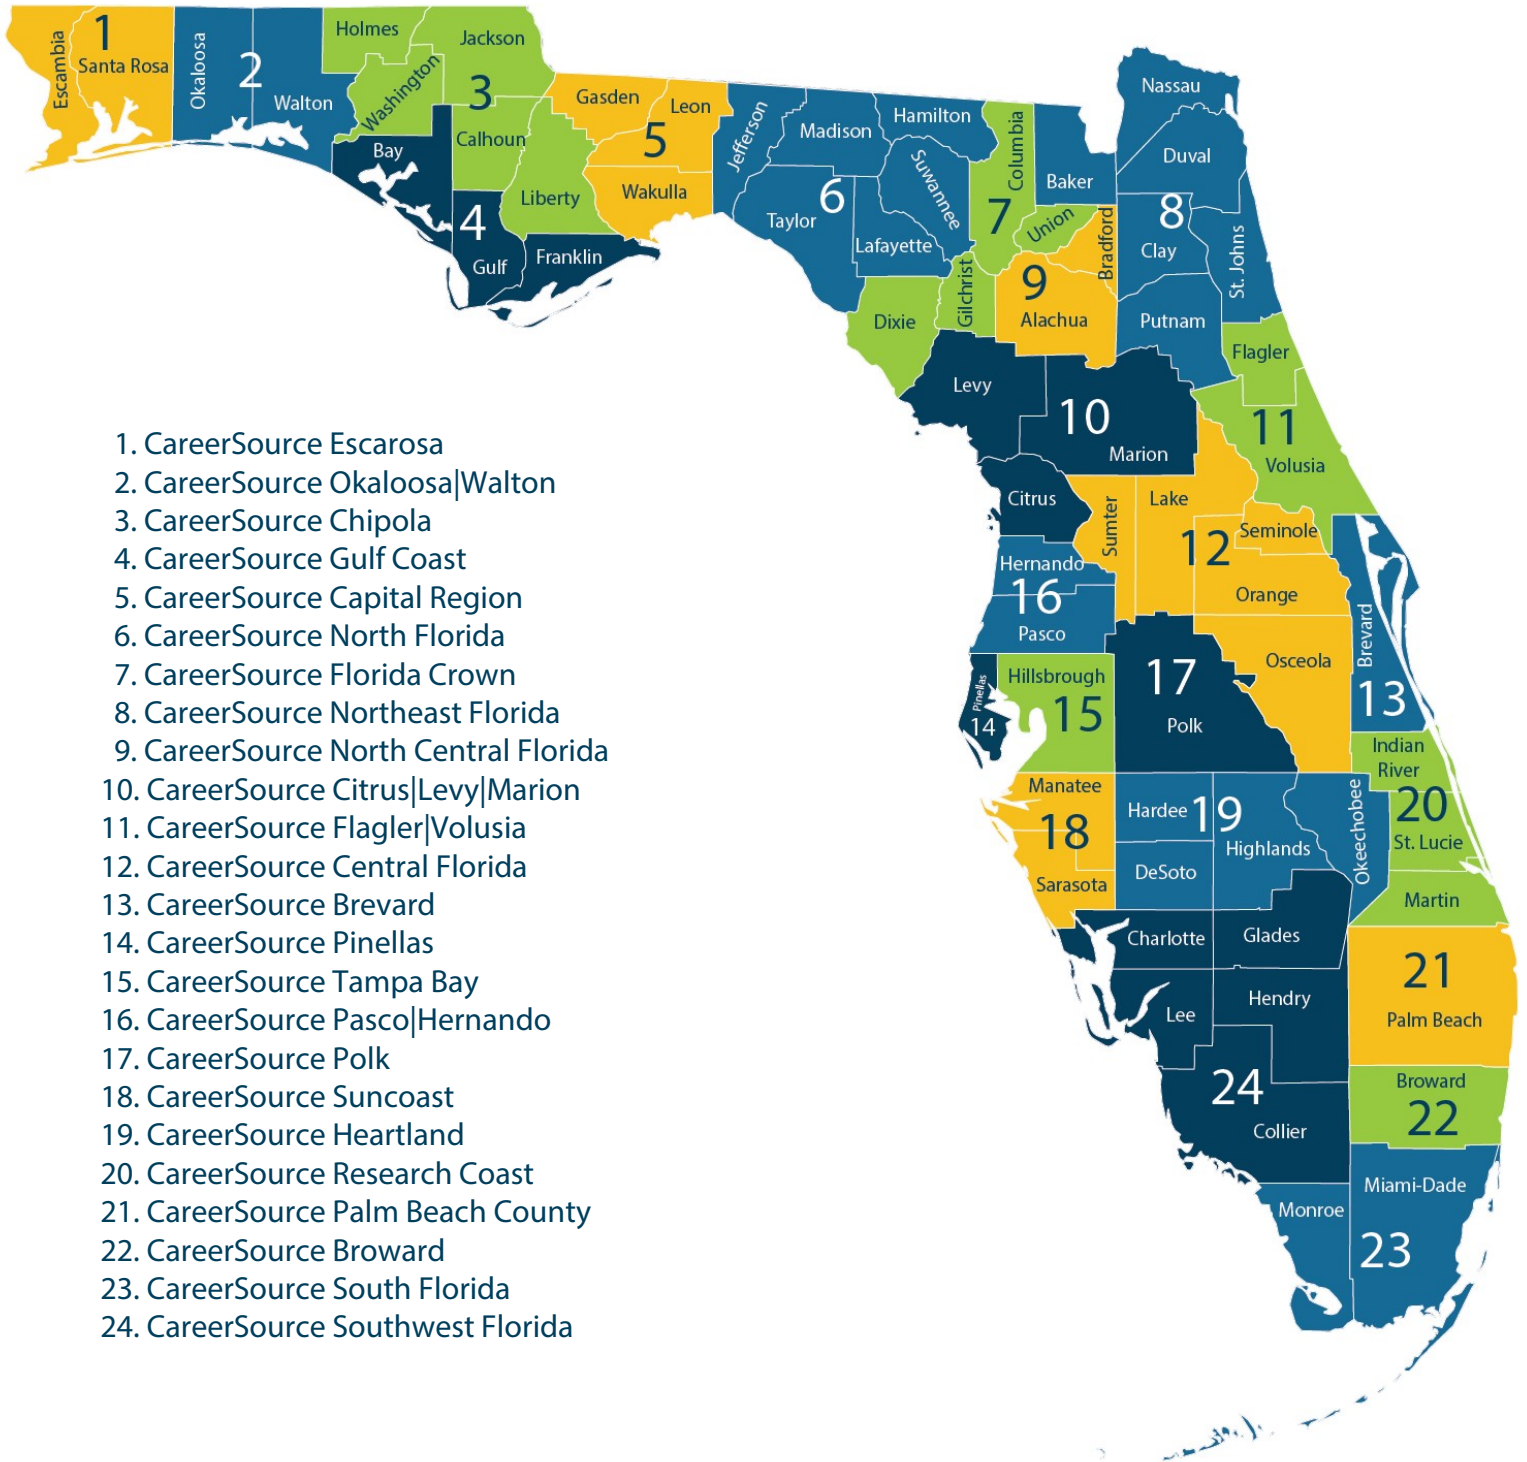 Escambia
1
Santa Rosa
Okaloosa
2
Walton
Holmes
Jackson
Washington
3
Calhoun
Liberty
Bay
4
Gulf
Franklin
Gasden
Leon
5
Wakulla
Jefferson
Madison
Hamilton
Suwannee
6
Taylor
Lafayette
Columbia
7
Union
Gilchrist
Dixie
Baker
Nassau
Duval
8
Clay
St. Johns
Putnam
Bradford
9
Alachua
Levy
10
Marion
Citrus
Flagler
11
Volusia
Sumter
Lake
12
Seminole
Orange
Osceola
Brevard
13
Hernando
16
Pasco
Pinellas
14
Hillsbrough
15
17
Polk
Manatee
18
Sarasota
Hardee
19
Highlands
DeSoto
Okeechobee
Indian
River
20
St. Lucie
Martin
Charlotte
Glades
Lee
Hendry
24
Collier
21
Palm Beach
Broward
22
Miami-Dade
Monroe
23
1. CareerSource Escarosa
2. CareerSource Okaloosa|Walton
3. CareerSource Chipola
4. CareerSource Gulf Coast
5. CareerSource Capital Region
6. CareerSource North Florida
7. CareerSource Florida Crown
8. CareerSource Northeast Florida
9. CareerSource North Central Florida
10. CareerSource Citrus|Levy|Marion
11. CareerSource Flagler|Volusia
12. CareerSource Central Florida
13. CareerSource Brevard
14. CareerSource Pinellas
15. CareerSource Tampa Bay
16. CareerSource Pasco|Hernando
17. CareerSource Polk
18. CareerSource Suncoast
19. CareerSource Heartland
20. CareerSource Research Coast
21. CareerSource Palm Beach County
22. CareerSource Broward
23. CareerSource South Florida
24. CareerSource Southwest Florida